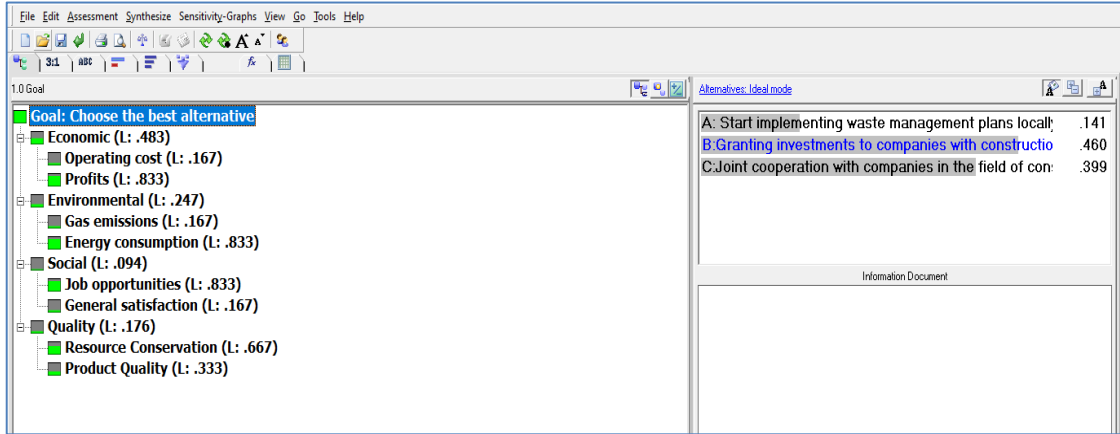 File Edit Assessment Synthesize Sensitivity-Graphs View Go Tools Help
3:1 ABC fx
1.0 Goal
Goal: Choose the best alternative
Economic (L: .483)
Operating cost (L: .167)
Profits (L: .833)
Environmental (L: .247)
Gas emissions (L: .167)
Energy consumption (L: .833)
Social (L: .094)
Job opportunities (L: .833)
General satisfaction (L: .167)
Quality (L: .176)
Resource Conservation (L: .667)
Product Quality (L: .333)
Alternatives: Ideal mode
A: Start implementing waste management plans locally .141
B:Granting investments to companies with constructio .460
C:Joint cooperation with companies in the field of con .399
Information Document